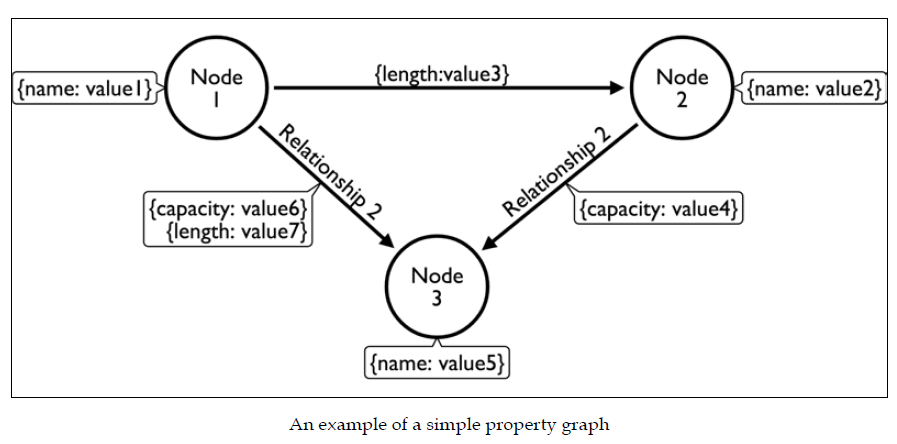 Node
1
{length:value3}
Node
2
{name: value1}
{name: value2}
Relationship 2
Relationship 2
{capacity: value6}
{length: value7}
{capacity: value4}
Node
3
{name: value5}
An example of a simple property graph